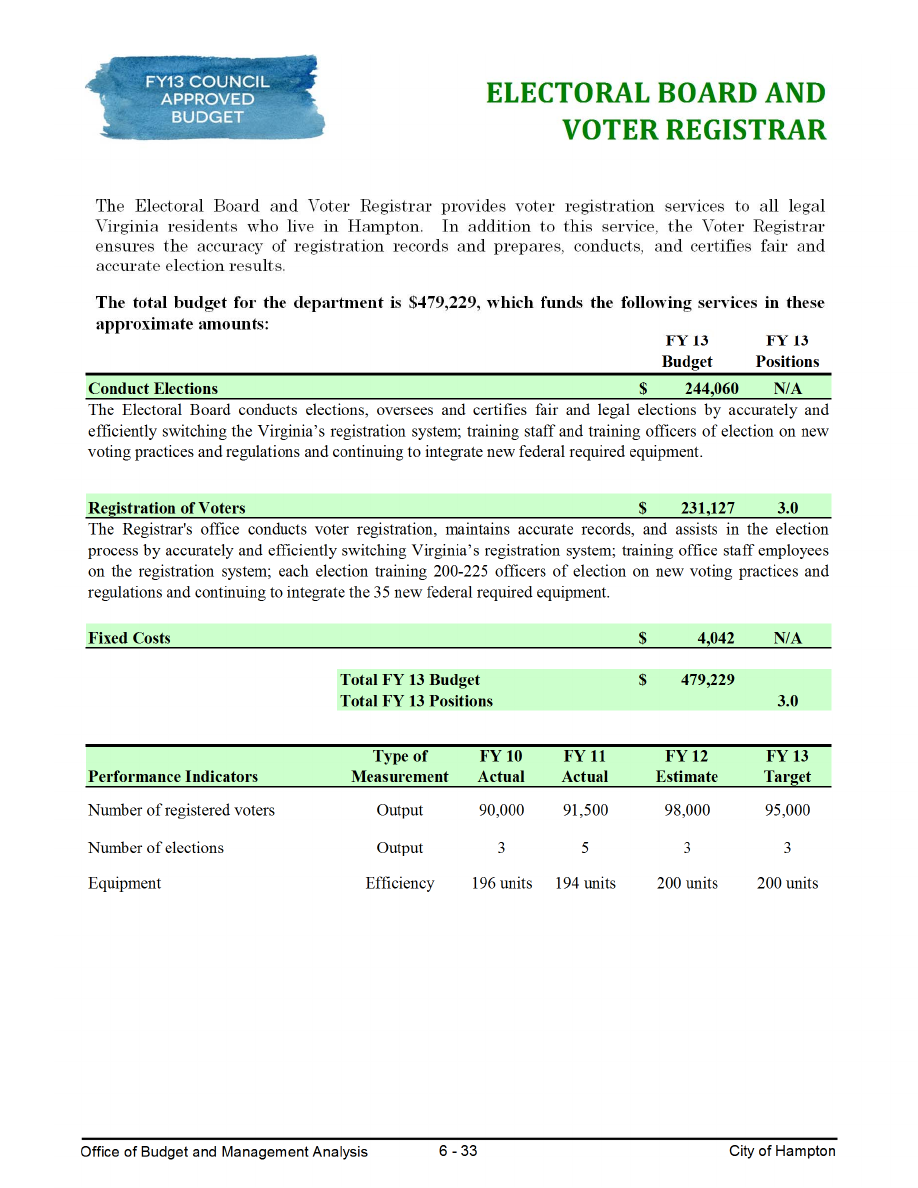 FY13 COUNCIL
APPROVED
BUDGET
ELECTORAL BOARD AND
VOTER REGISTRAR
The Electoral Board and Voter Registrar provides voter registration services to all legal
Virginia residents who live in Hampton. In addition to this service, the Voter Registrar
ensures the accuracy of registration records and prepares, conducts, and certifies fair and
accurate election results.
The total budget for the department is $479,229, which funds the following services in these
approximate amounts:
FY 13 FY 13
Budget Positions
Conduct Elections $ 244,060 N/A
The Electoral Board conducts elections, oversees and certifies fair and legal elections by accurately and
efficiently switching the Virginia's registration system; training staff and training officers of election on new
voting practices and regulations and continuing to integrate new federal required equipment.
Registration of Voters $ 231,127 3.0
The Registrar's office conducts voter registration, maintains accurate records, and assists in the election
process by accurately and efficiently switching Virginia's registration system; training office staff employees
on the registration system; each election training 200-225 officers of election on new voting practices and
regulations and continuing to integrate the 35 new federal required equipment.
Fixed Costs $ 4,042 N/A
Total FY 13 Budget $ 479,229
Total FY 13 Positions 3.0
Type of FY 10 FY 11 FY 12 FY 13
Performance Indicators Measurement Actual Actual Estimate Target
Number of registered voters Output 90,000 91,500 98,000 95,000
Number of elections Output 3 5 3 3
Equipment Efficiency 196 units 194 units 200 units 200 units
Office of Budget and Management Analysis 6 - 33 City of Hampton